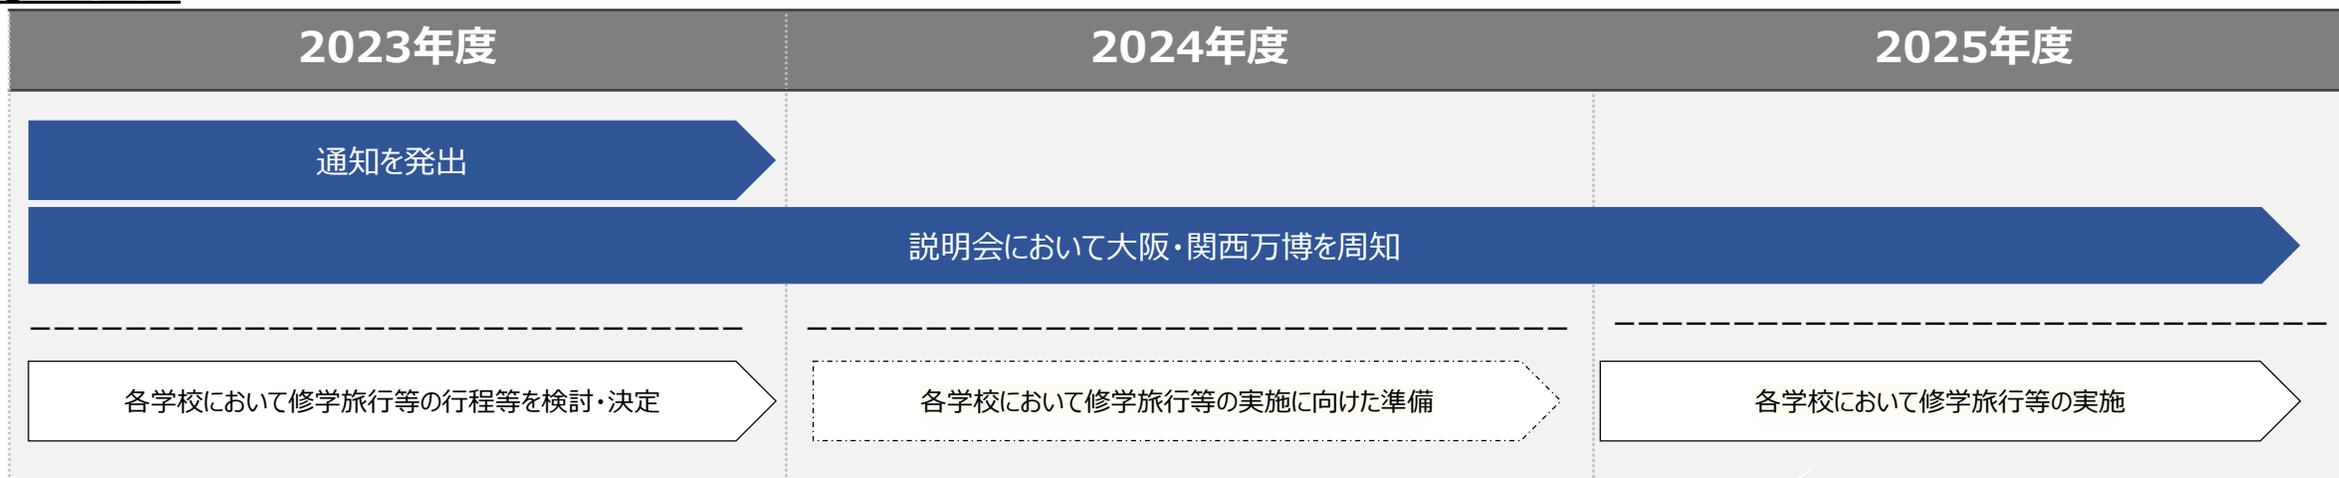 2023年度
2024年度
2025年度
通知を発出
説明会において大阪・関西万博を周知
各学校において修学旅行等の行程等を検討・決定
各学校において修学旅行等の実施に向けた準備
各学校において修学旅行等の実施